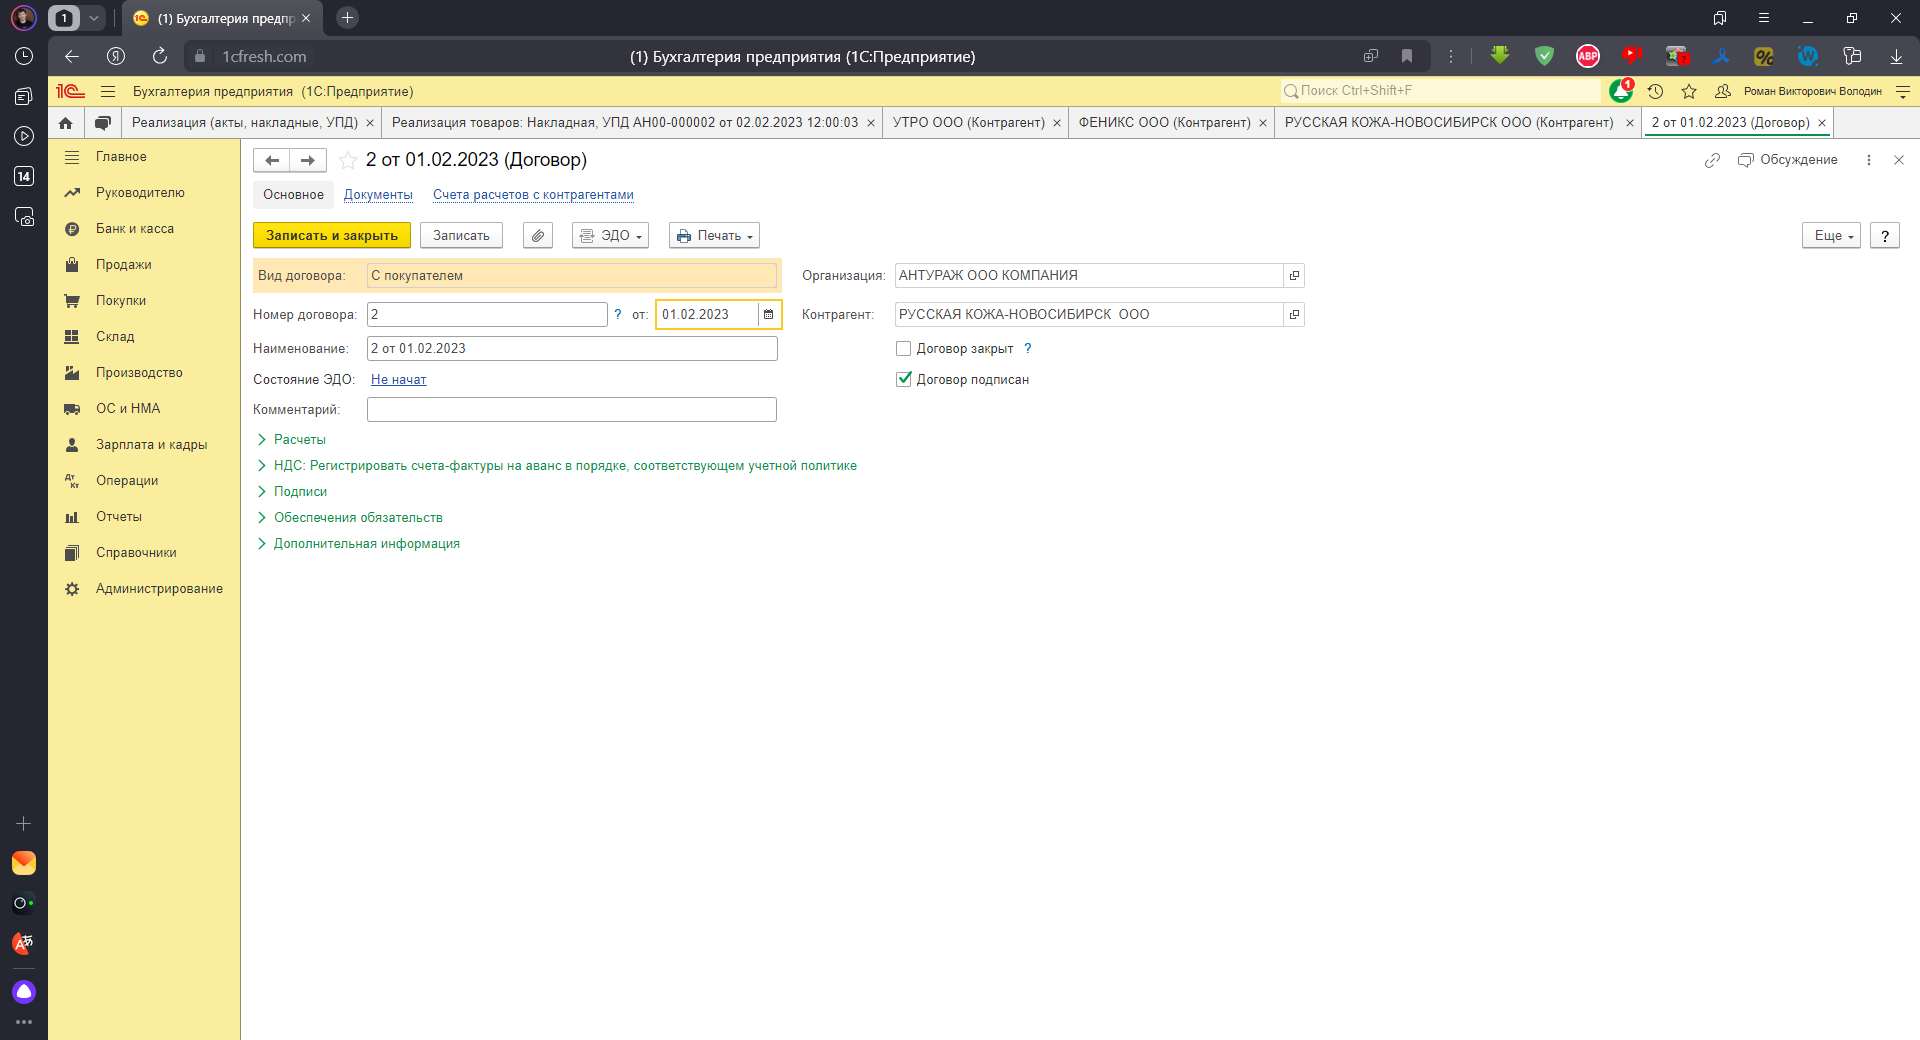 1
(1) Бухгалтерия предпр
1cfresh.com
(1) Бухгалтерия предприятия (1С:Предприятие)
ABP
Бухгалтерия предприятия (1С:Предприятие)
Поиск Ctrl+Shift+F
1
Роман Викторович Володин
Реализация (акты, накладные, УПД)
Реализация товаров: Накладная, УПД АН00-000002 от 02.02.2023 12:00:03
УТРО ООО (Контрагент)
ФЕНИКС ООО (Контрагент)
РУССКАЯ КОЖА-НОВОСИБИРСК ООО (Контрагент)
2 от 01.02.2023 (Договор)
14
Главное
Руководителю
Банк и касса
Продажи
Покупки
Склад
Производство
ОС и НМА
Зарплата и кадры
Операции
Отчеты
Справочники
Администрирование
2 от 01.02.2023 (Договор)
Обсуждение
Основное Документы Счета расчетов с контрагентами
Записать и закрыть Записать ЭДО Печать Еще ?
Вид договора: С покупателем Организация: АНТУРАЖ ООО КОМПАНИЯ
Номер договора: 2 ? от: 01.02.2023 Контрагент: РУССКАЯ КОЖА-НОВОСИБИРСК ООО
Наименование: 2 от 01.02.2023 Договор закрыт ?
Состояние ЭДО: Не начат Договор подписан
Комментарий:
Расчеты
НДС: Регистрировать счета-фактуры на аванс в порядке, соответствующем учетной политике
Подписи
Обеспечения обязательств
Дополнительная информация